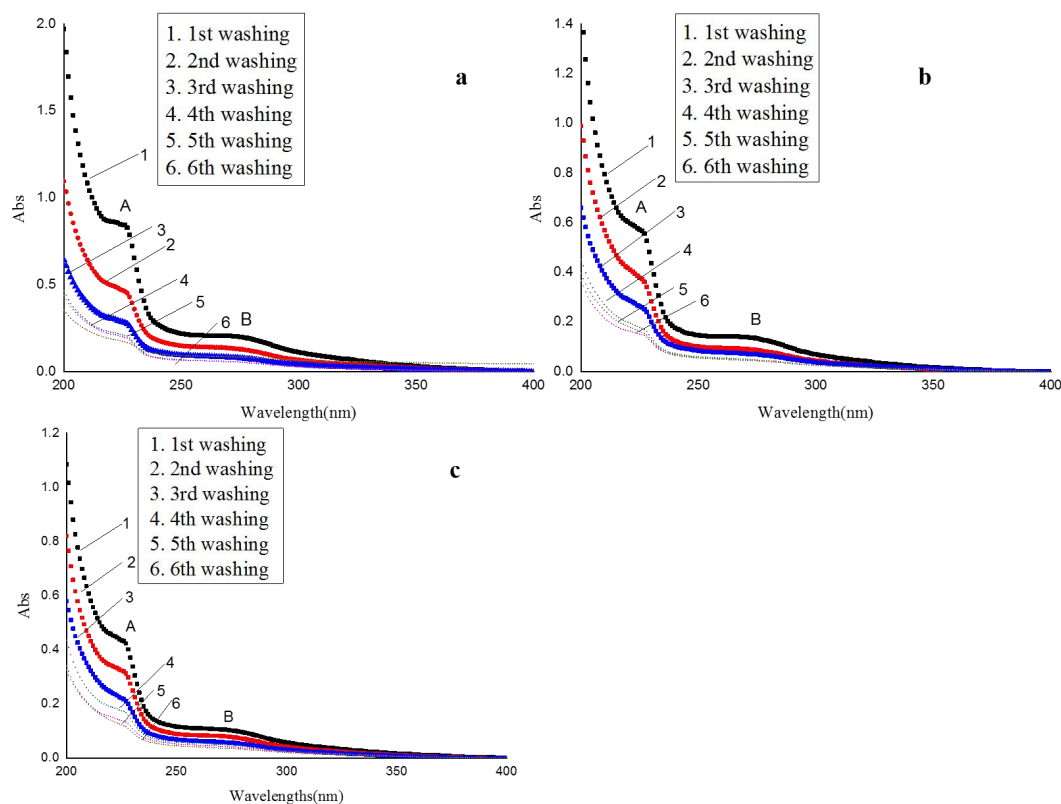 2.0
1.5
1.0
0.5
0.0
Abs
1. 1st washing
2. 2nd washing
3. 3rd washing
4. 4th washing
5. 5th washing
6. 6th washing
a
1
A
3
2
4
5
6
B
200
250
300
350
400
Wavelength(nm)
1.4
1.2
1.0
0.8
0.6
0.4
0.2
0.0
Abs
1. 1st washing
2. 2nd washing
3. 3rd washing
4. 4th washing
5. 5th washing
6. 6th washing
b
1
2
A
3
4
5
6
B
200
250
300
350
400
Wavelength(nm)
1.2
1.0
0.8
0.6
0.4
0.2
0.0
Abs
1. 1st washing
2. 2nd washing
3. 3rd washing
4. 4th washing
5. 5th washing
6. 6th washing
c
1
2
3
A
4
5
6
B
200
250
300
350
400
Wavelengths(nm)